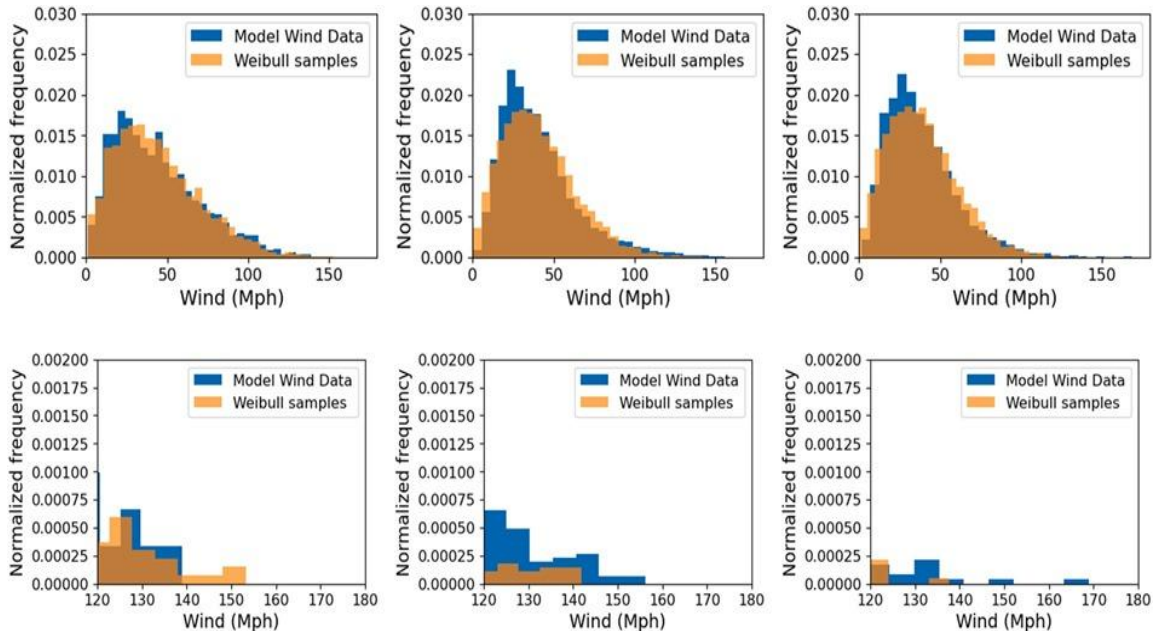 0.030
0.025
0.020
0.015
0.010
0.005
0.000
Normalized frequency
Model Wind Data
Weibull samples
0 50 100 150
Wind (Mph)
0.030
0.025
0.020
0.015
0.010
0.005
0.000
Normalized frequency
Model Wind Data
Weibull samples
0 50 100 150
Wind (Mph)
0.030
0.025
0.020
0.015
0.010
0.005
0.000
Normalized frequency
Model Wind Data
Weibull samples
0 50 100 150
Wind (Mph)
0.00200
0.00175
0.00150
0.00125
0.00100
0.00075
0.00050
0.00025
0.00000
Normalized frequency
Model Wind Data
Weibull samples
120 130 140 150 160 170 180
Wind (Mph)
0.00200
0.00175
0.00150
0.00125
0.00100
0.00075
0.00050
0.00025
0.00000
Normalized frequency
Model Wind Data
Weibull samples
120 130 140 150 160 170 180
Wind (Mph)
0.00200
0.00175
0.00150
0.00125
0.00100
0.00075
0.00050
0.00025
0.00000
Normalized frequency
Model Wind Data
Weibull samples
120 130 140 150 160 170 180
Wind (Mph)